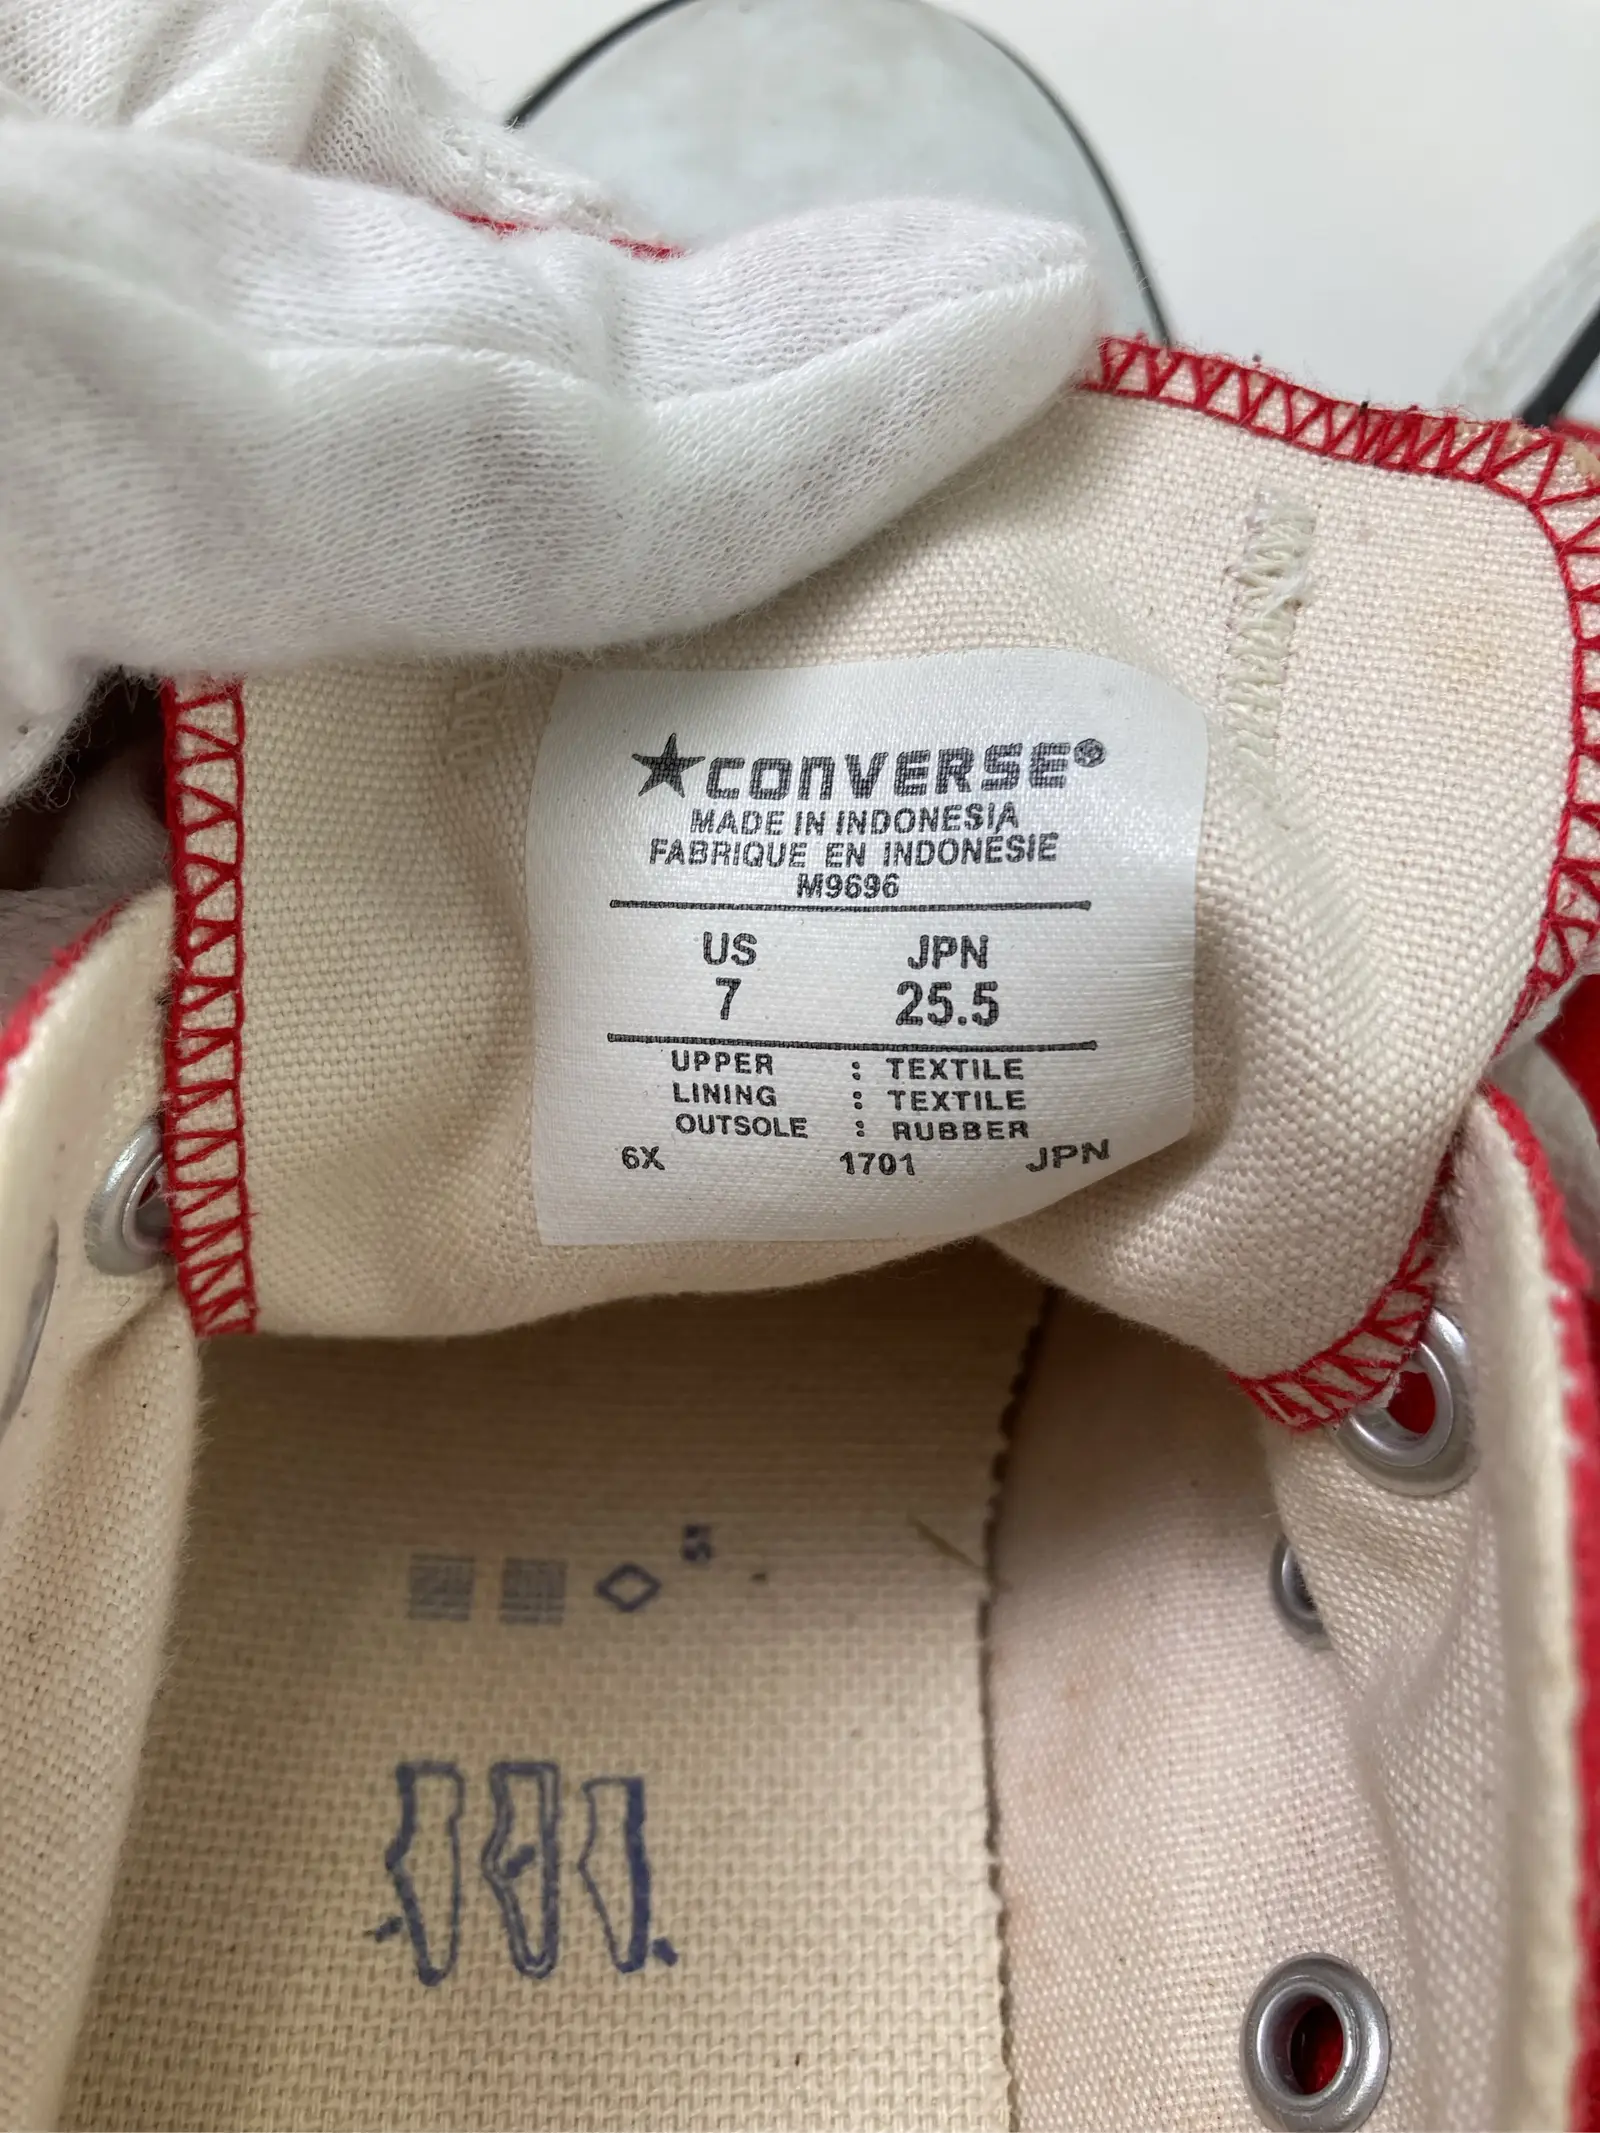 CONVERSE®
MADE IN INDONESIA
FABRIQUE EN INDONÉSIE
M9696
US JPN
7 25.5
UPPER : TEXTILE
LINING : TEXTILE
OUTSOLE : RUBBER
6X 1701 JPN